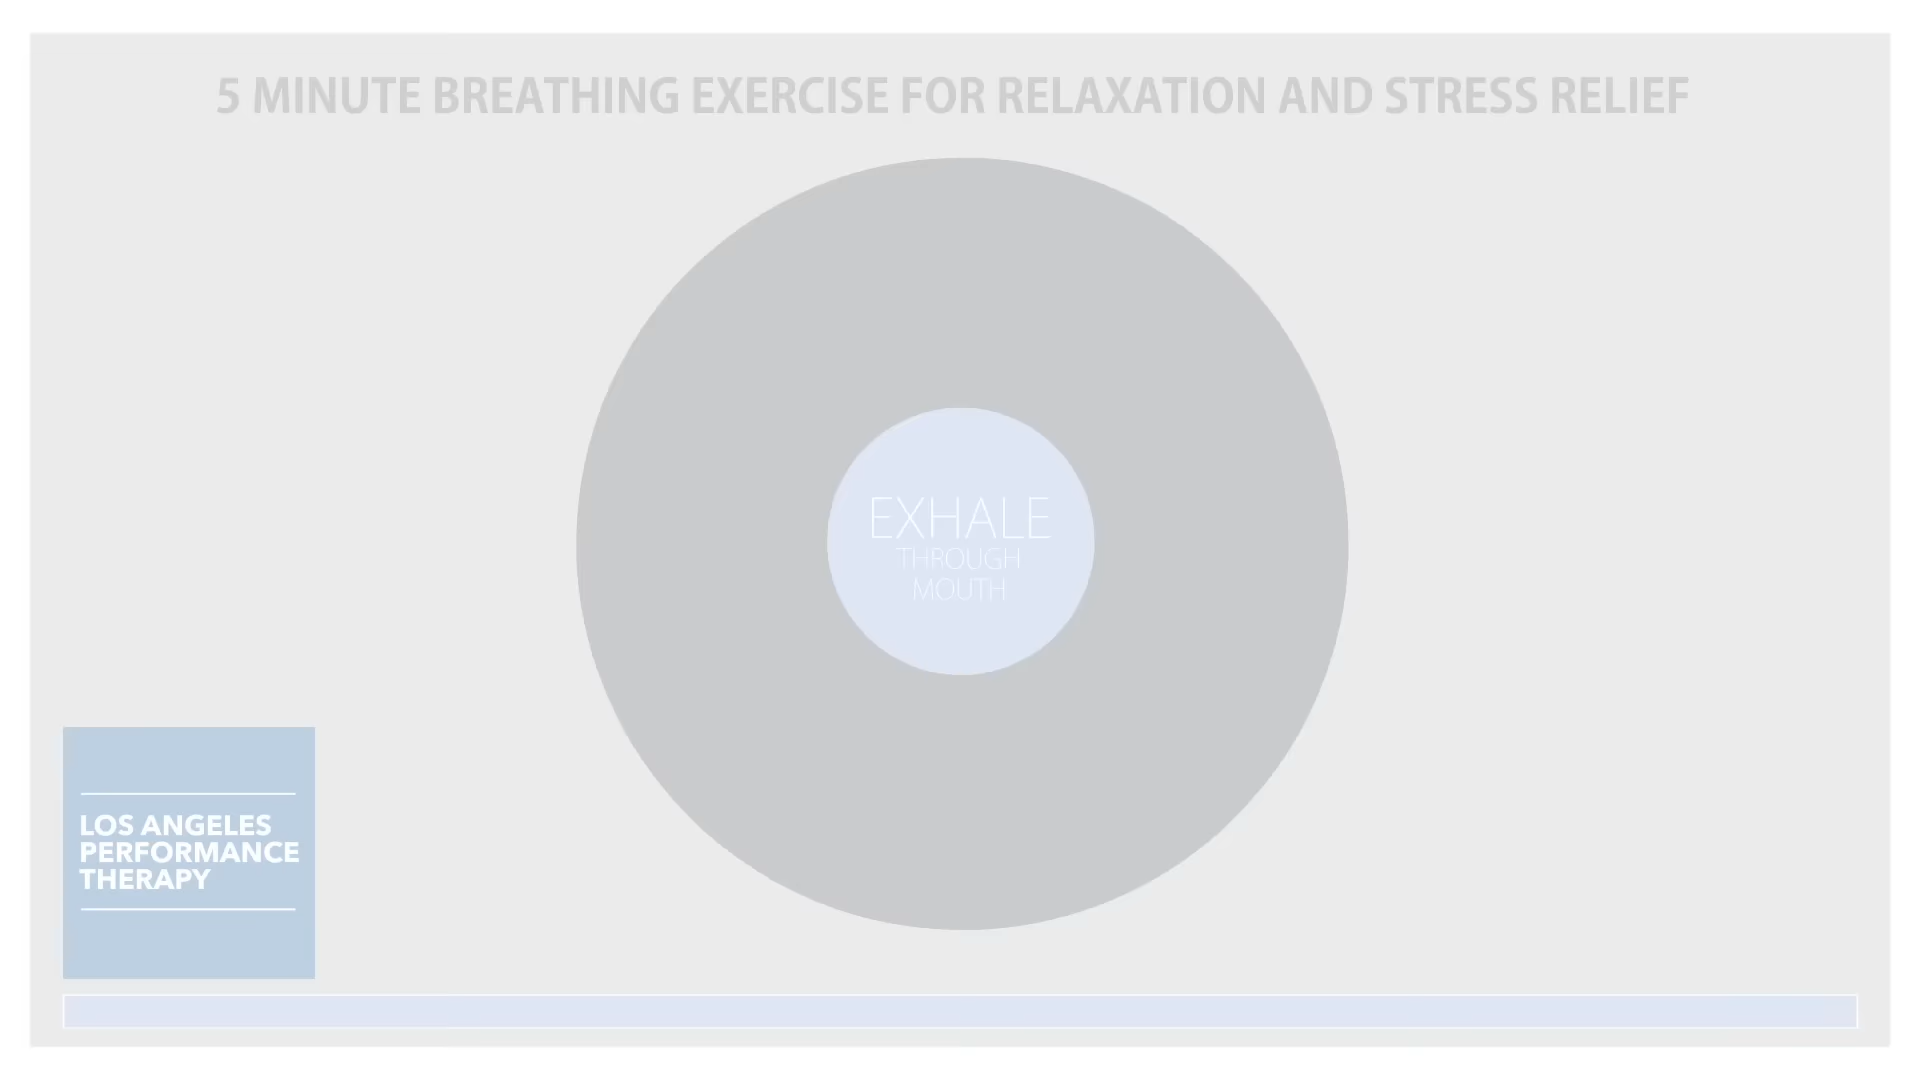 5 MINUTE BREATHING EXERCISE FOR RELAXATION AND STRESS RELIEF
EXHALE
THROUGH
MOUTH
LOS ANGELES
PERFORMANCE
THERAPY